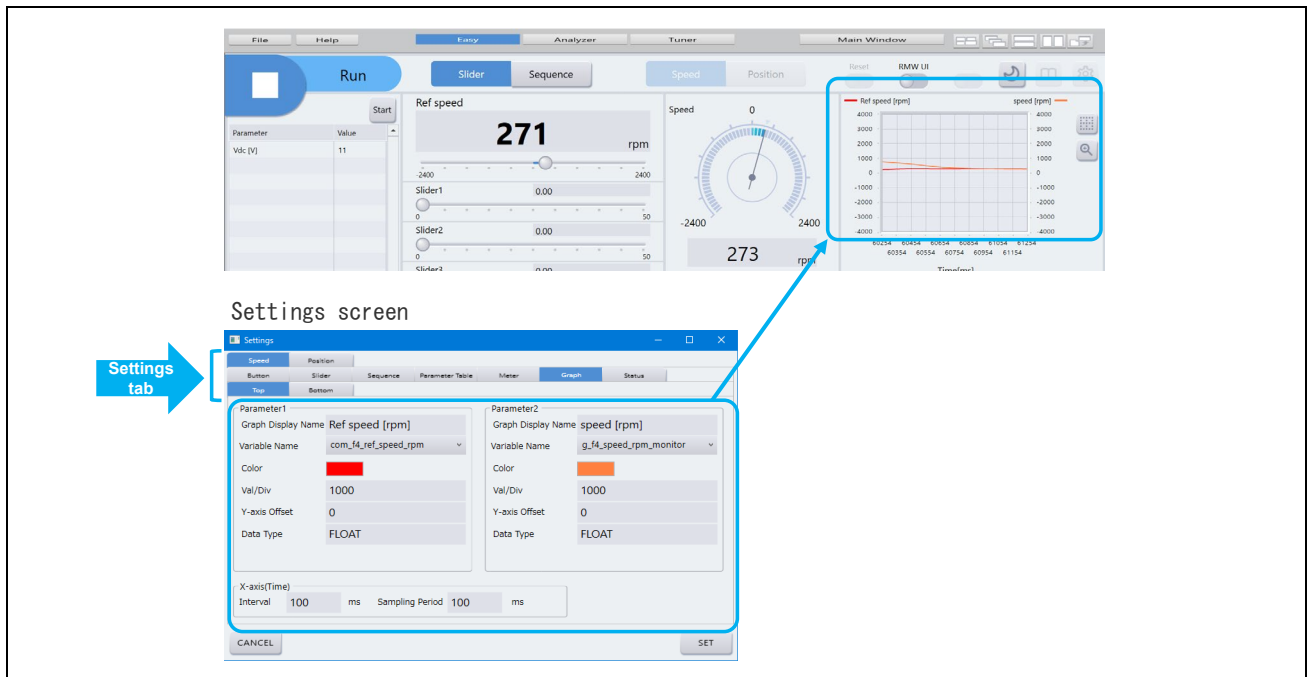 File Help Easy Analyzer Tuner Main Window
Run Slider Sequence Speed Position Reset RMW UI
Start
Parameter Value
Vdc [V] 11
Ref speed
271 rpm
-2400 2400
Slider1 0.00
0 50
Slider2 0.00
0 50
Slider3 0.00
Speed 0
-2400 2400
273 rpm
Ref speed [rpm] speed [rpm]
4000 4000
3000 3000
2000 2000
1000 1000
0 0
-1000 -1000
-2000 -2000
-3000 -3000
-4000 -4000
60254 60454 60654 60854 61054 61254
60354 60554 60754 60954 61154
Time[ms]
Settings screen
Settings
Settings
tab
Speed Position
Button Slider Sequence Parameter Table Meter Graph Status
Top Bottom
Parameter1
Graph Display Name Ref speed [rpm]
Variable Name com_f4_ref_speed_rpm
Color
Val/Div 1000
Y-axis Offset 0
Data Type FLOAT
Parameter2
Graph Display Name speed [rpm]
Variable Name g_f4_speed_rpm_monitor
Color
Val/Div 1000
Y-axis Offset 0
Data Type FLOAT
X-axis(Time)
Interval 100 ms Sampling Period 100 ms
CANCEL SET